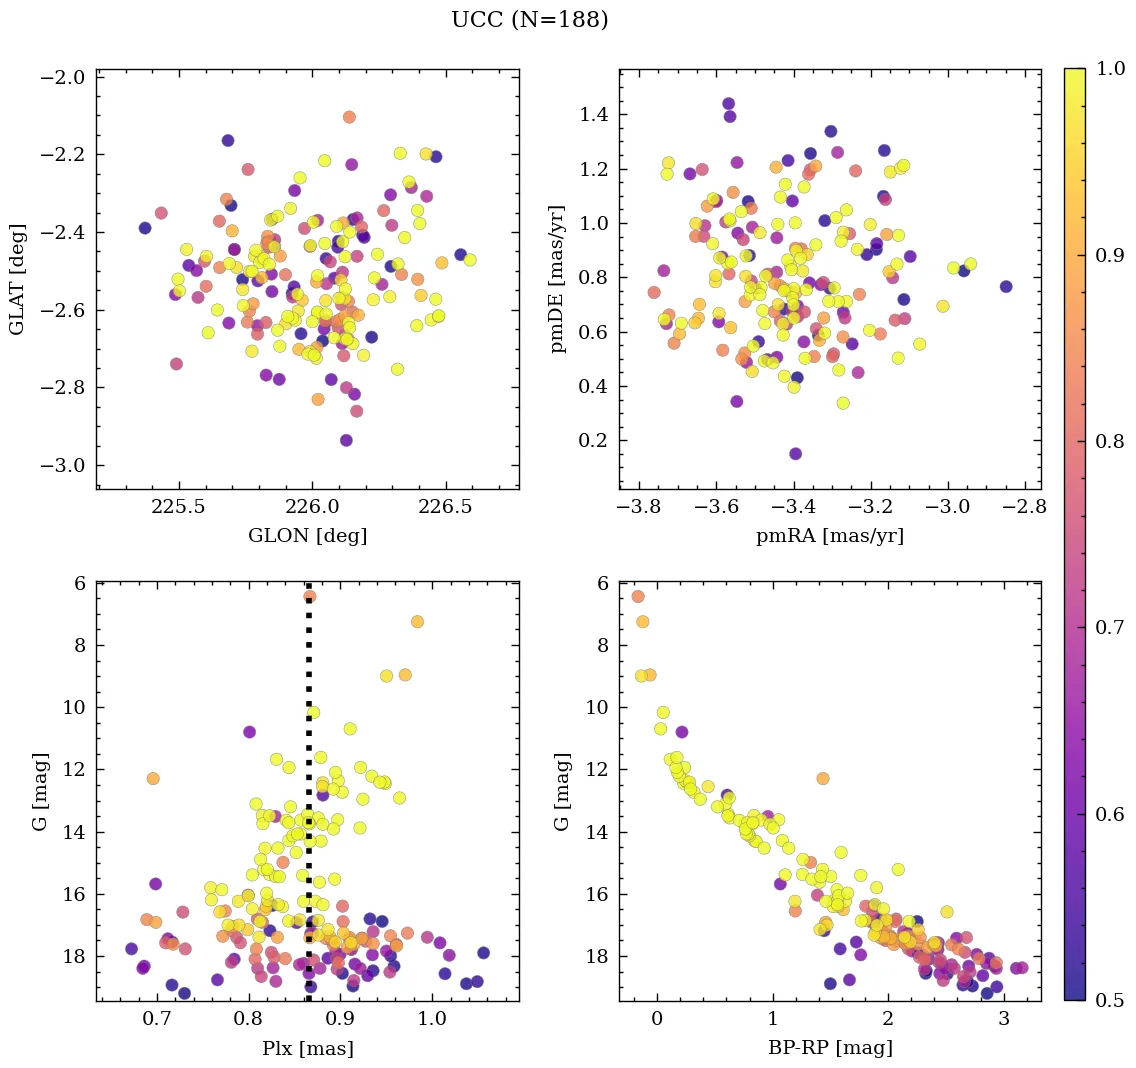 UCC (N=188)
−2.0
−2.2
−2.4
−2.6
−2.8
−3.0
GLAT [deg]
225.5 226.0 226.5
GLON [deg]
1.4
1.2
1.0
0.8
0.6
0.4
0.2
pmDE [mas/yr]
−3.8 −3.6 −3.4 −3.2 −3.0 −2.8
pmRA [mas/yr]
6
8
10
12
14
16
18
G [mag]
0.7 0.8 0.9 1.0
Plx [mas]
6
8
10
12
14
16
18
G [mag]
0 1 2 3
BP-RP [mag]
1.0
0.9
0.8
0.7
0.6
0.5